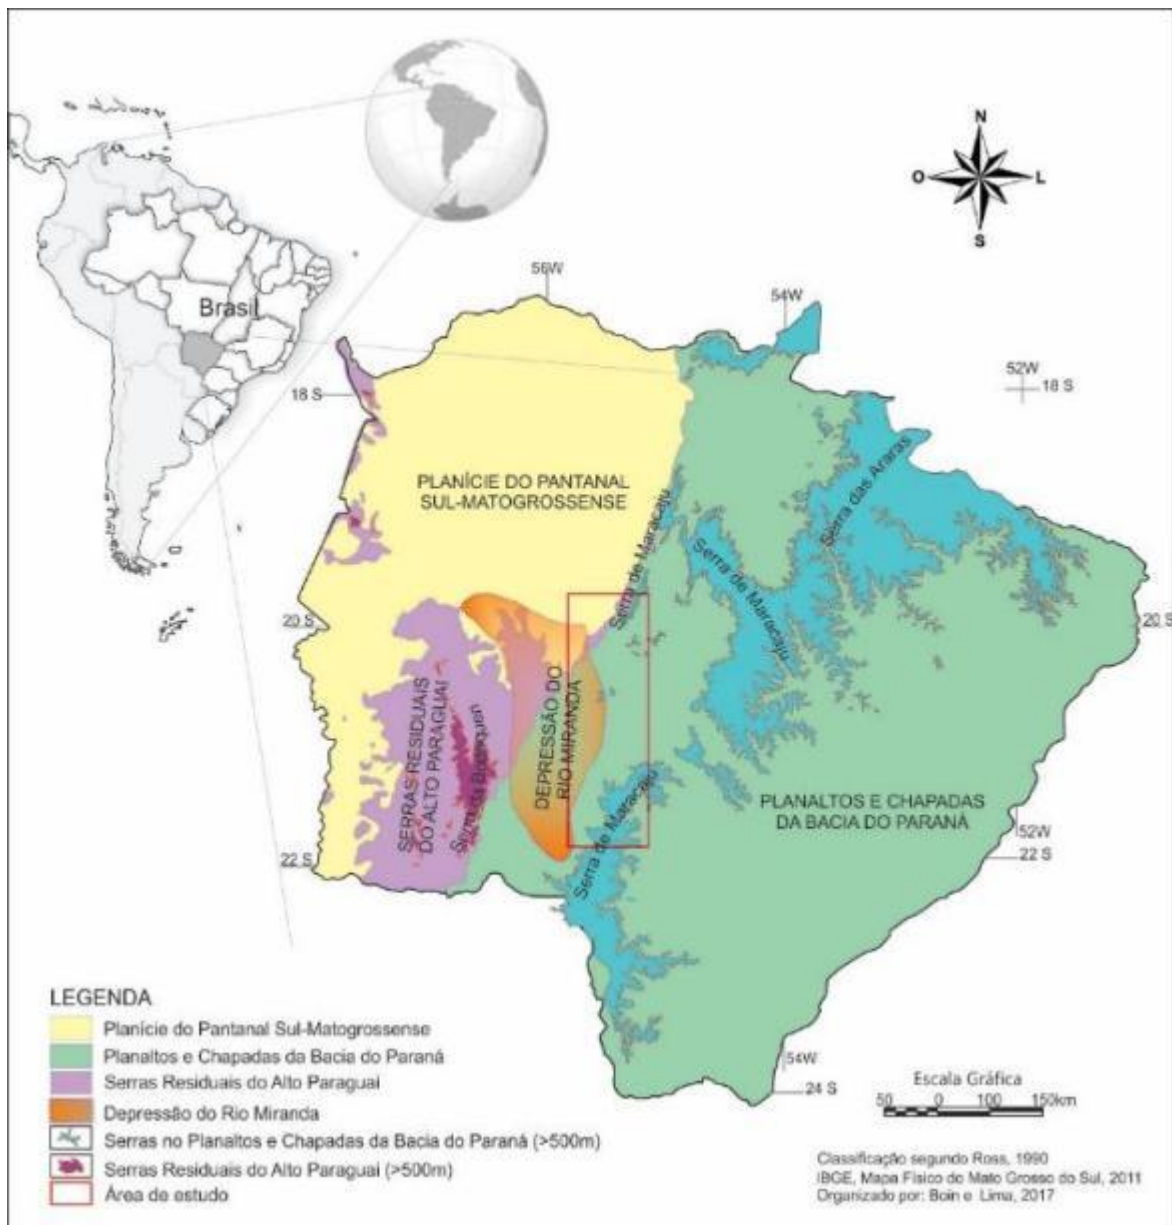 Brasil
N
O
L
S
56W
54W
52W
18 S
18 S
PLANÍCIE DO PANTANAL
SUL-MATOGROSSENSE
Serra de Maracaju
Serra de Maracaju
Serra das Araras
20 S
20 S
SERRAS RESIDUAIS
DO ALTO PARAGUAI
Serra da Bodoquena
DEPRESSÃO DO
RIO MIRANDA
Serra de Maracaju
PLANALTOS E CHAPADAS
DA BACIA DO PARANÁ
52W
22 S
22 S
54W
24 S
LEGENDA
Planície do Pantanal Sul-Matogrossense
Planaltos e Chapadas da Bacia do Paraná
Serras Residuais do Alto Paraguai
Depressão do Rio Miranda
Serras no Planaltos e Chapadas da Bacia do Paraná (>500m)
Serras Residuais do Alto Paraguai (>500m)
Área de estudo
Escala Gráfica
50 0 100 150km
Classificação segundo Ross, 1990
IBGE, Mapa Físico do Mato Grosso do Sul, 2011
Organizado por: Boin e Lima, 2017